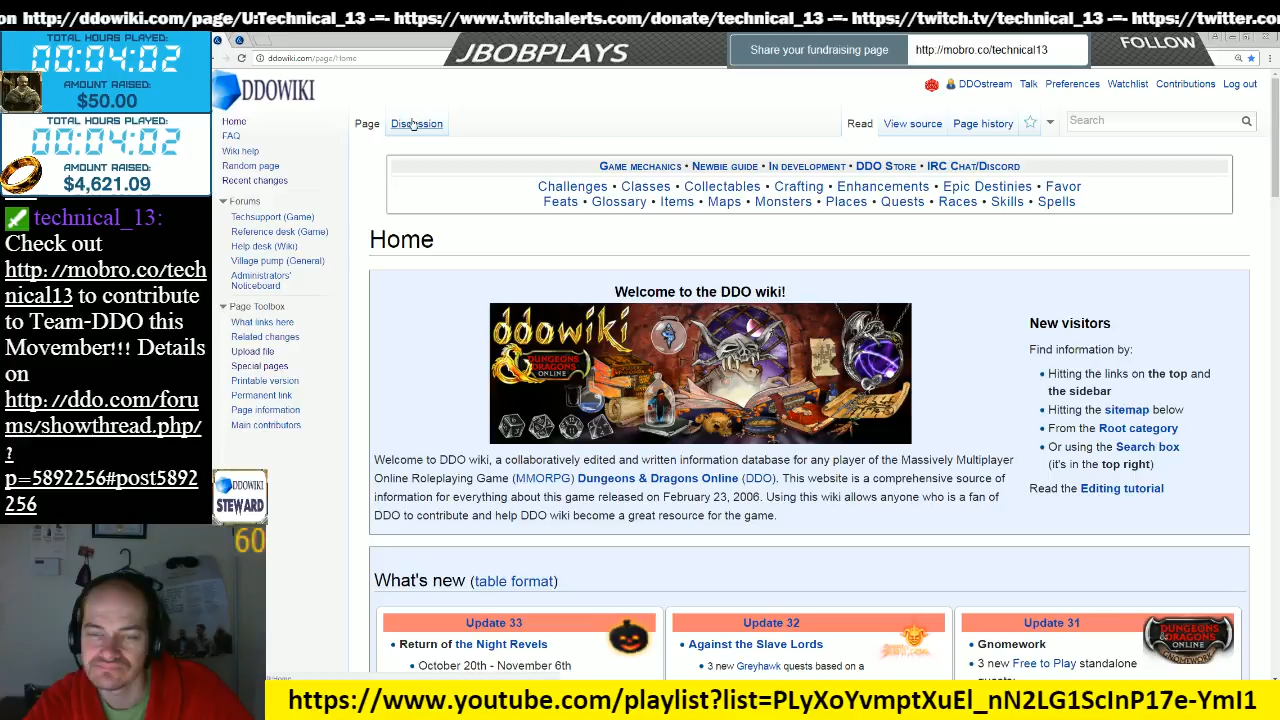 on http://ddowiki.com/page/U:Technical_13 -=- https://www.twitchalerts.com/donate/technical_13 -=- https://twitch.tv/technical_13 -=- https://twitter.co
TOTAL HOURS PLAYED:
00:04:02
AMOUNT RAISED:
$50.00
TOTAL HOURS PLAYED:
00:04:02
AMOUNT RAISED:
$4,621.09
technical_13:
Check out
http://mobro.co/tech
nical13 to contribute
to Team-DDO this
Movember!!! Details
on
http://ddo.com/foru
ms/showthread.php/
?
p=5892256#post5892
256
ddowiki.com/page/Home
JBOBPLAYS
Share your fundraising page
http://mobro.co/technical13
FOLLOW
DDOWIKI
DDOstream Talk Preferences Watchlist Contributions Log out
Home
FAQ
Wiki help
Random page
Recent changes
Forums
Techsupport (Game)
Reference desk (Game)
Help desk (Wiki)
Village pump (General)
Administrators'
Noticeboard
Page Toolbox
What links here
Related changes
Upload file
Special pages
Printable version
Permanent link
Page information
Main contributors
DDOWIKI
STEWARD
60
Page Discussion Read View source Page history Search
Game mechanics • Newbie guide • In development • DDO Store • IRC Chat/Discord
Challenges • Classes • Collectables • Crafting • Enhancements • Epic Destinies • Favor
Feats • Glossary • Items • Maps • Monsters • Places • Quests • Races • Skills • Spells
Home
Welcome to the DDO wiki!
ddowiki
DUNGEONS & DRAGONS
ONLINE
Welcome to DDO wiki, a collaboratively edited and written information database for any player of the Massively Multiplayer
Online Roleplaying Game (MMORPG) Dungeons & Dragons Online (DDO). This website is a comprehensive source of
information for everything about this game released on February 23, 2006. Using this wiki allows anyone who is a fan of
DDO to contribute and help DDO wiki become a great resource for the game.
New visitors
Find information by:
• Hitting the links on the top and
the sidebar
• Hitting the sitemap below
• From the Root category
• Or using the Search box
(it's in the top right)
Read the Editing tutorial
What's new (table format)
Update 33
• Return of the Night Revels
• October 20th - November 6th
Update 32
• Against the Slave Lords
• 3 new Greyhawk quests based on a
Update 31
• Gnomework
• 3 new Free to Play standalone
DUNGEONS & DRAGONS
https://www.youtube.com/playlist?list=PLyXoYvmptXuEl_nN2LG1ScInP17e-YmI1